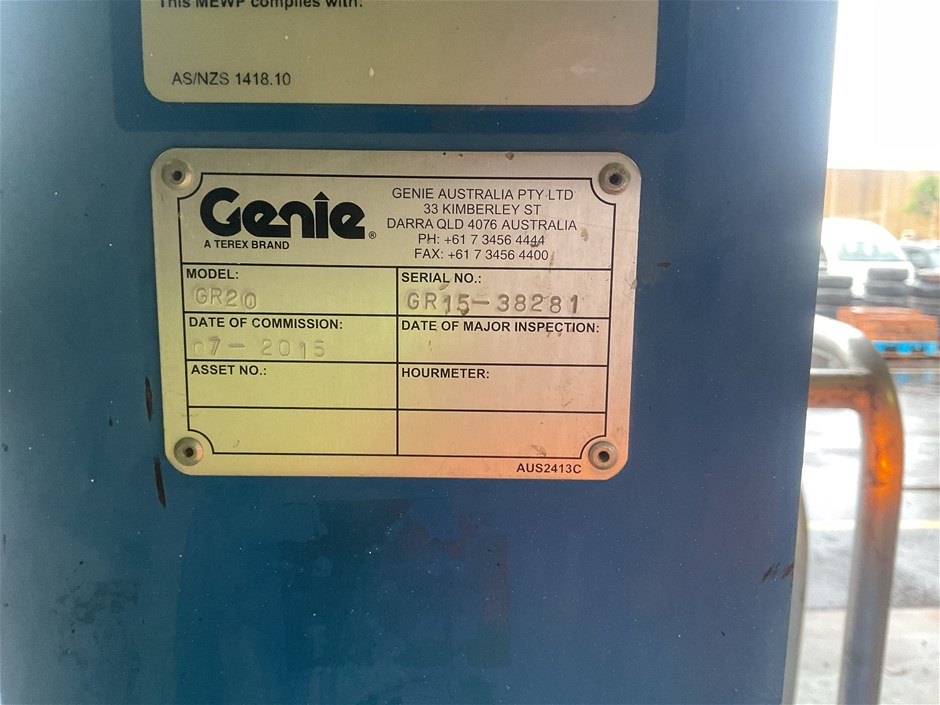 This MEWP complies with:
AS/NZS 1418.10
Genie®
A TEREX BRAND
GENIE AUSTRALIA PTY LTD
33 KIMBERLEY ST
DARRA QLD 4076 AUSTRALIA
PH: +61 7 3456 4444
FAX: +61 7 3456 4400
MODEL:
GR20
SERIAL NO.:
GR15-38281
DATE OF COMMISSION:
07-2015
DATE OF MAJOR INSPECTION:
ASSET NO.:
HOURMETER:
AUS2413C